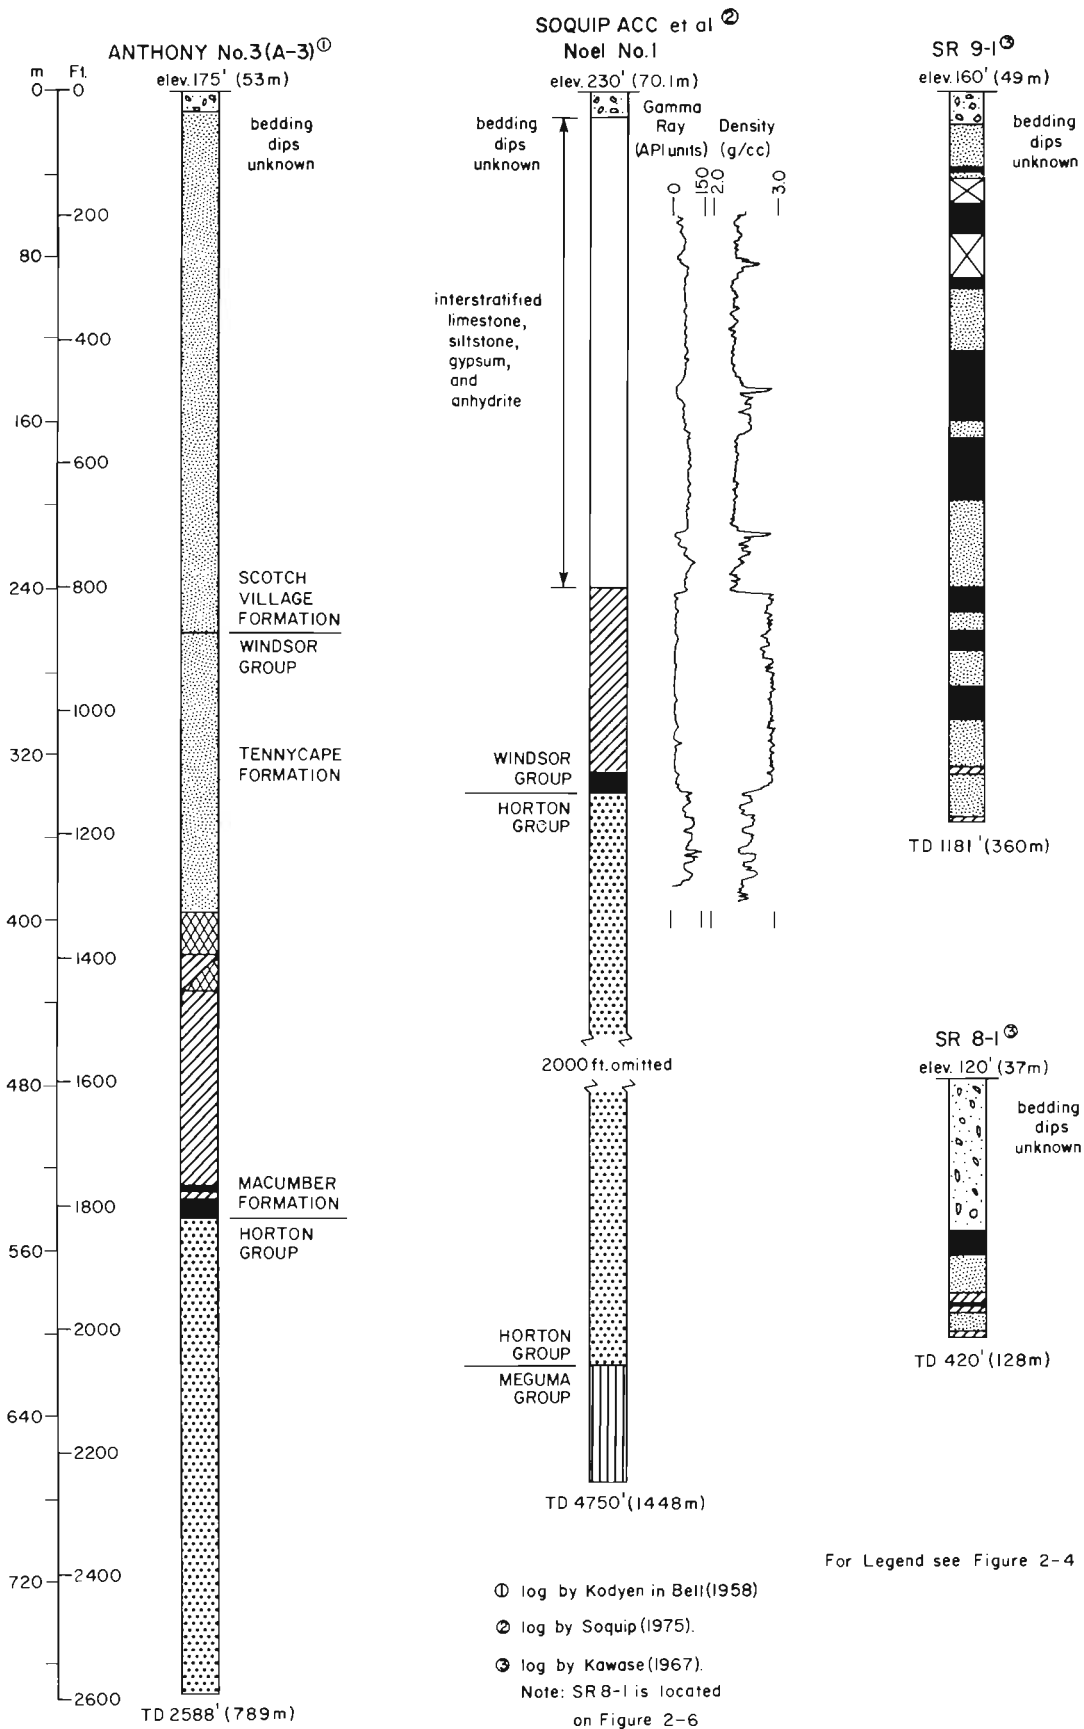 ANTHONY No.3(A-3)①
elev. 175' (53m)
m Ft.
0 0
200
80
400
160
600
240 800
1000
320
1200
400
1400
480 1600
1800
560
2000
640
2200
720 2400
2600
bedding
dips
unknown
SCOTCH
VILLAGE
FORMATION
WINDSOR
GROUP
TENNYCAPE
FORMATION
MACUMBER
FORMATION
HORTON
GROUP
TD 2588' (789m)
SOQUIP ACC et al ②
Noel No.1
elev. 230' (70.1m)
bedding
dips
unknown
Gamma
Ray
(API units)
0 150
Density
(g/cc)
2.0 3.0
interstratified
limestone,
siltstone,
gypsum,
and
anhydrite
WINDSOR
GROUP
HORTON
GROUP
2000 ft. omitted
HORTON
GROUP
MEGUMA
GROUP
TD 4750' (1448m)
SR 9-1③
elev. 160' (49m)
bedding
dips
unknown
TD 1181' (360m)
SR 8-1③
elev. 120' (37m)
bedding
dips
unknown
TD 420' (128m)
For Legend see Figure 2-4
① log by Kodyen in Bell(1958)
② log by Soquip(1975).
③ log by Kawase(1967).
Note: SR8-1 is located
on Figure 2-6